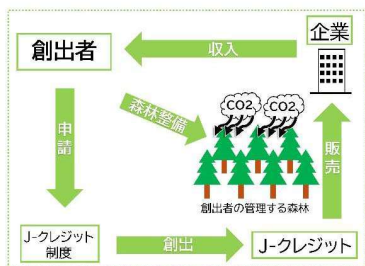 企業
創出者
収入
CO2
CO2
申請
森林整備
販売
創出者の管理する森林
J-クレジット
制度
創出
J-クレジット